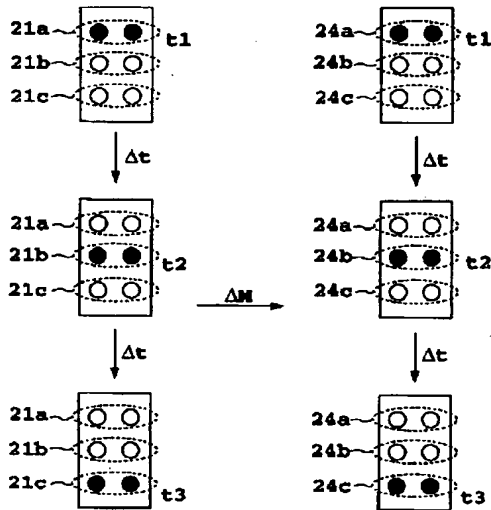 21a t1 24a t1
21b 24b
21c 24c
Δt Δt
21a 24a
21b t2 24b t2
21c 24c
ΔM
Δt Δt
21a 24a
21b 24b
21c t3 24c t3